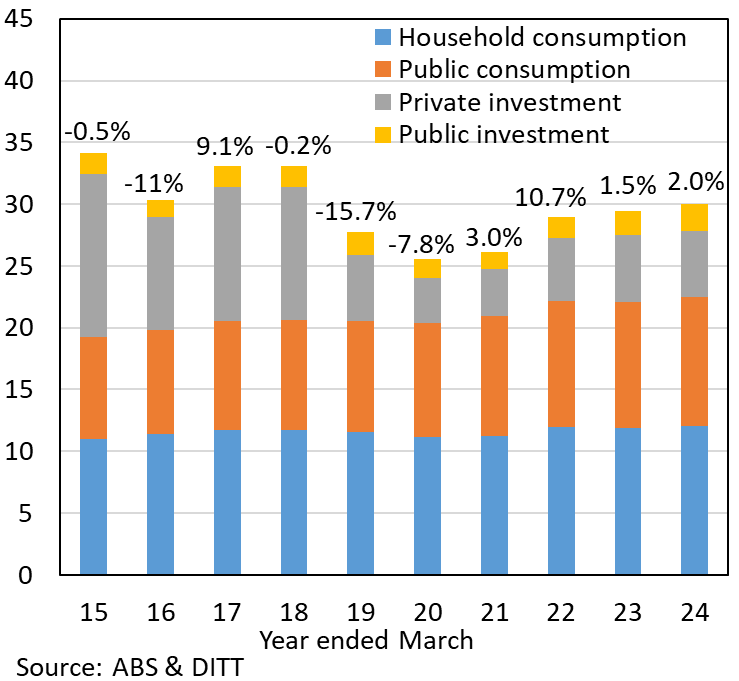 45
40
35
30
25
20
15
10
5
0
Household consumption
Public consumption
Private investment
Public investment
-0.5%
-11%
9.1%
-0.2%
-15.7%
-7.8%
3.0%
10.7%
1.5%
2.0%
15 16 17 18 19 20 21 22 23 24
Year ended March
Source: ABS & DITT